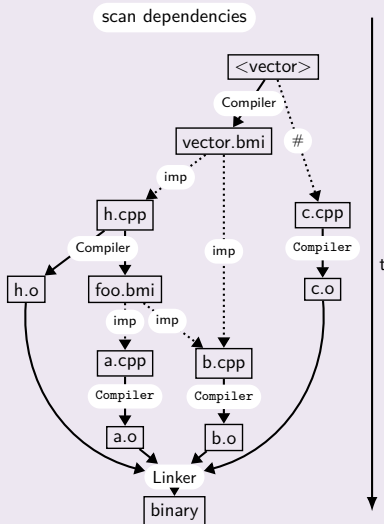 scan dependencies
<vector>
Compiler
vector.bmi
#
imp
h.cpp
c.cpp
Compiler
imp
Compiler
t
h.o
foo.bmi
c.o
imp
imp
a.cpp
b.cpp
Compiler
Compiler
a.o
b.o
Linker
binary